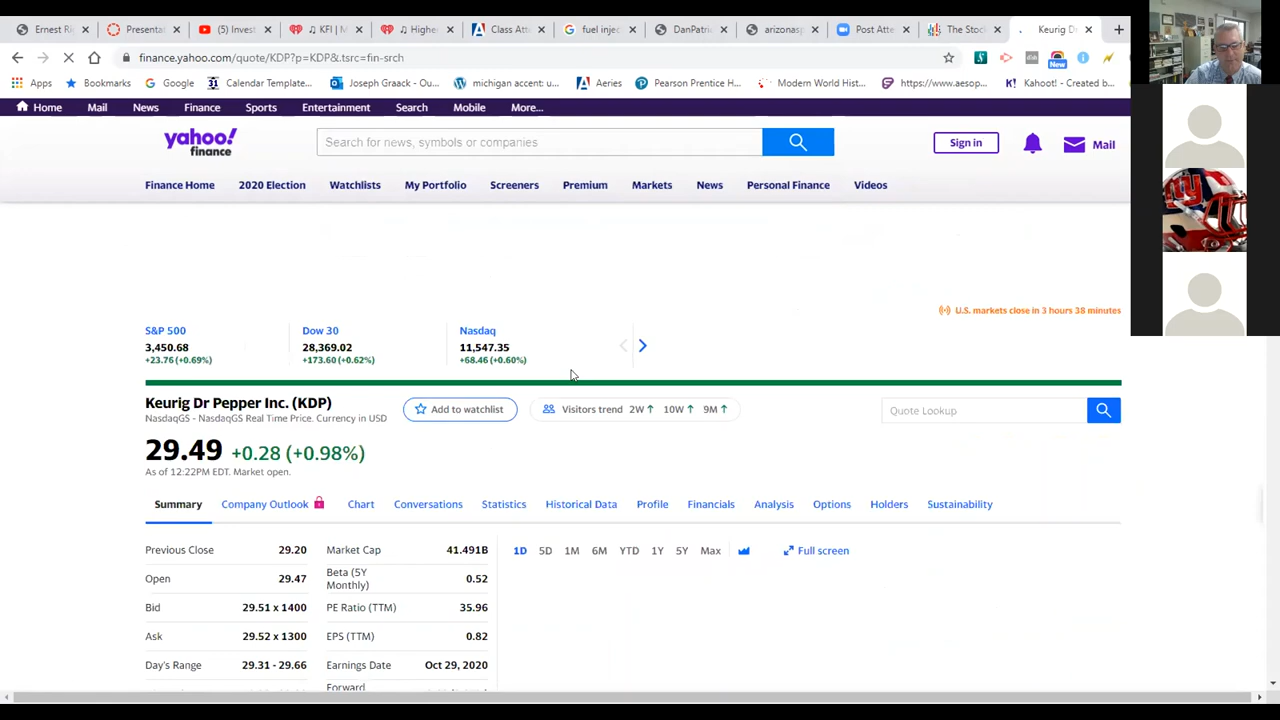 Ernest Ri
Presentat
(5) Invest
♫ KFI | M
♫ Higher
Class Att
fuel injec
DanPatri
arizonasp
Post Atte
The Stock
Keurig Dr
finance.yahoo.com/quote/KDP?p=KDP&.tsrc=fin-srch
New
Apps
Bookmarks
Google
31
Calendar Template...
Joseph Graack - Ou...
michigan accent: u...
Aeries
Pearson Prentice H...
Modern World Hist...
https://www.aesop...
K! Kahoot! - Created b...
Home
Mail
News
Finance
Sports
Entertainment
Search
Mobile
More...
yahoo!
finance
Search for news, symbols or companies
Sign in
Mail
Finance Home
2020 Election
Watchlists
My Portfolio
Screeners
Premium
Markets
News
Personal Finance
Videos
U.S. markets close in 3 hours 38 minutes
S&P 500
3,450.68
+23.76 (+0.69%)
Dow 30
28,369.02
+173.60 (+0.62%)
Nasdaq
11,547.35
+68.46 (+0.60%)
Keurig Dr Pepper Inc. (KDP)
NasdaqGS - NasdaqGS Real Time Price. Currency in USD
Add to watchlist
Visitors trend 2W↑ 10W↑ 9M↑
Quote Lookup
29.49 +0.28 (+0.98%)
As of 12:22PM EDT. Market open.
Summary
Company Outlook
Chart
Conversations
Statistics
Historical Data
Profile
Financials
Analysis
Options
Holders
Sustainability
Previous Close 29.20
Open 29.47
Bid 29.51 x 1400
Ask 29.52 x 1300
Day's Range 29.31 - 29.66
Market Cap 41.491B
Beta (5Y
Monthly) 0.52
PE Ratio (TTM) 35.96
EPS (TTM) 0.82
Earnings Date Oct 29, 2020
Forward
1D
5D
1M
6M
YTD
1Y
5Y
Max
Full screen